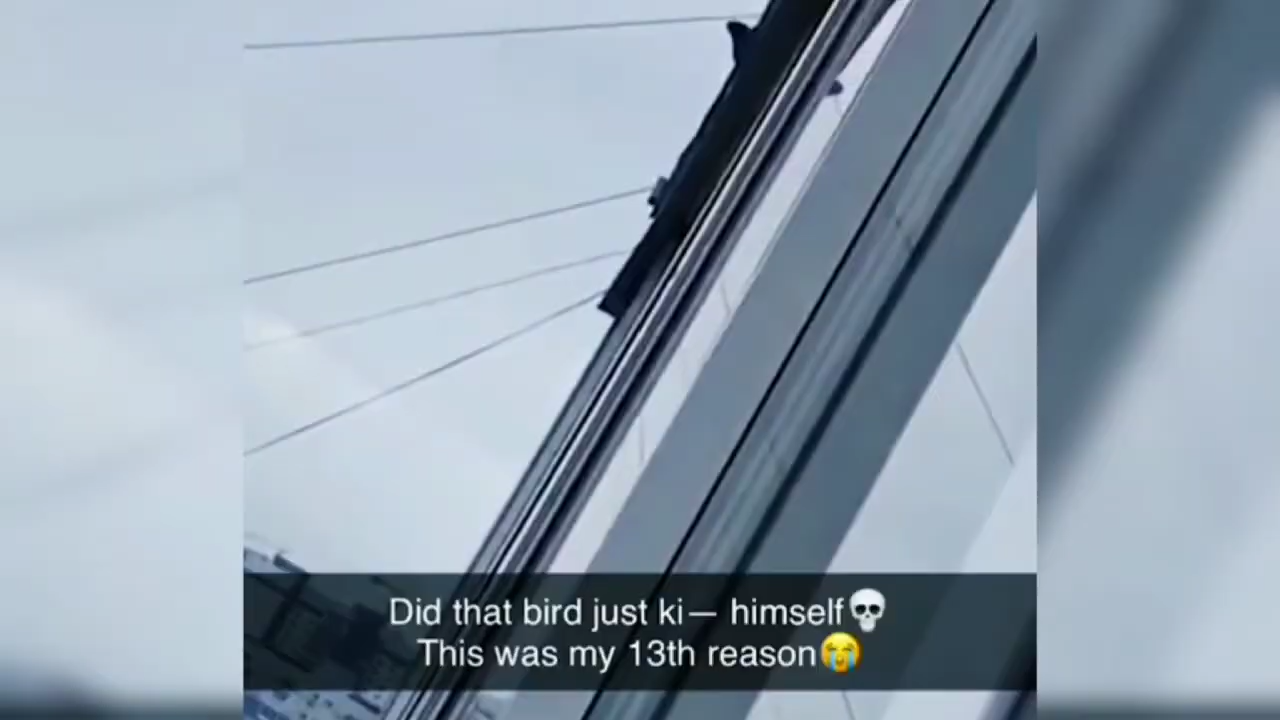 Did that bird just ki— himself💀
This was my 13th reason😭